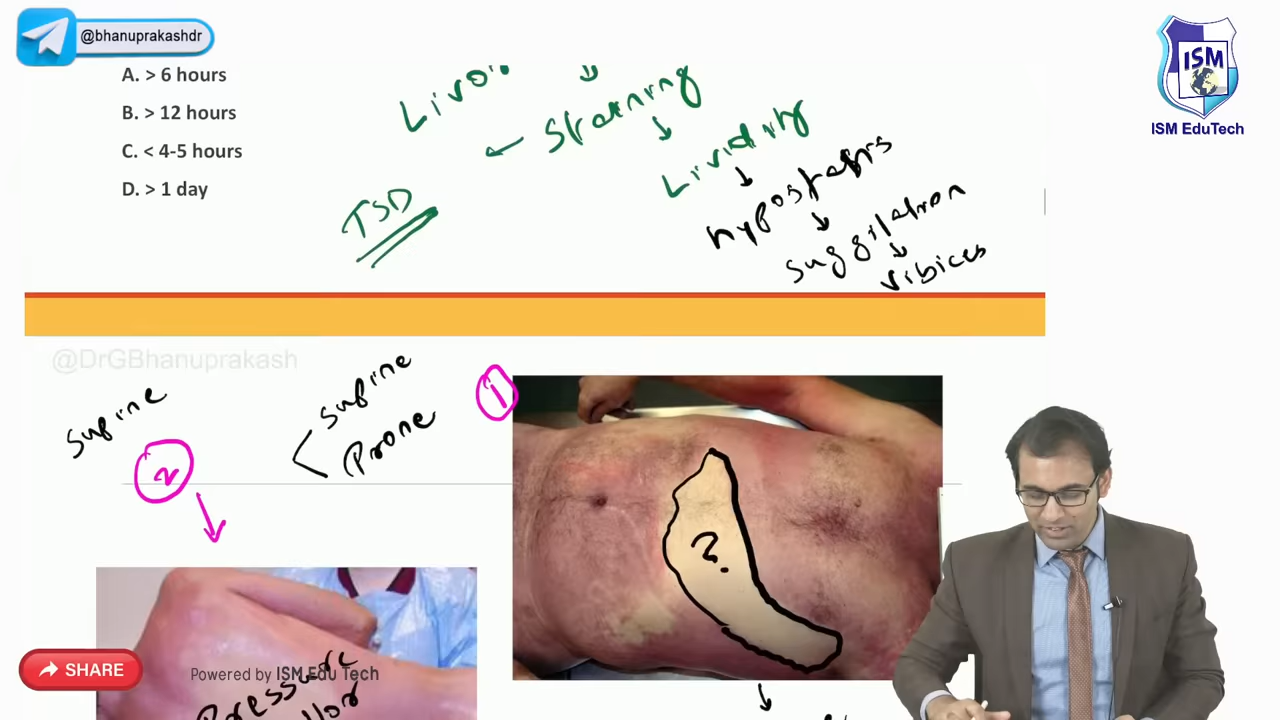 @bhanuprakashdr
ISM
ISM EduTech
A. > 6 hours
B. > 12 hours
C. < 4-5 hours
D. > 1 day
Staining
Lividity
TSD
hypostasis
suggilation
vibices
@DrGBhanuprakash
supine
2
supine
Prone
1
?
SHARE
Powered by ISM Edu Tech